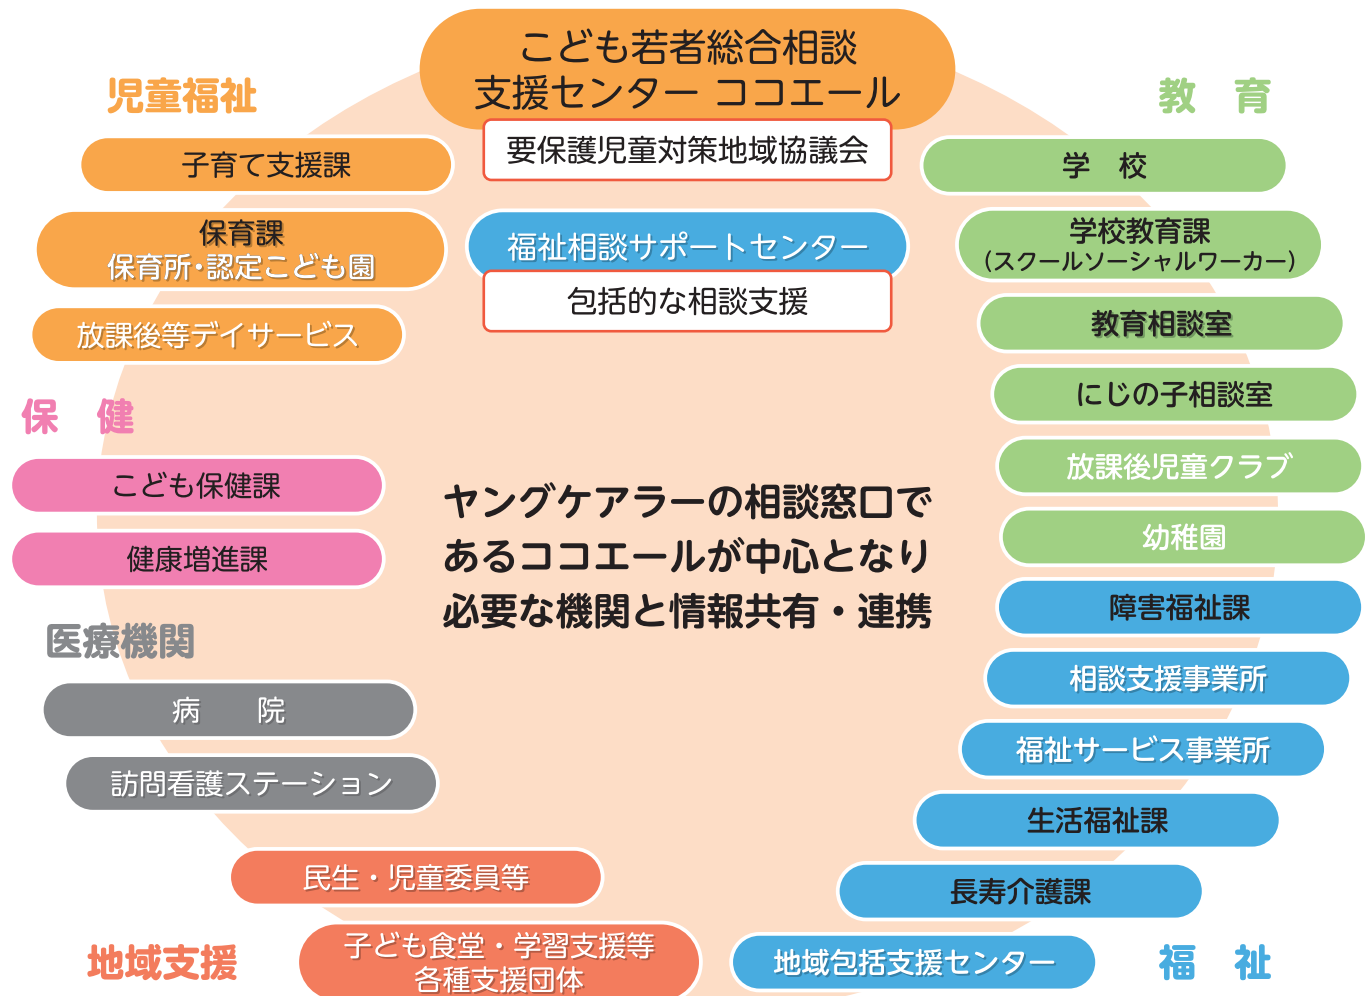 こども若者総合相談
支援センター ココエール
要保護児童対策地域協議会
福祉相談サポートセンター
包括的な相談支援
児童福祉
子育て支援課
保育課
保育所・認定こども園
放課後等デイサービス
保　健
こども保健課
健康増進課
医療機関
病　　院
訪問看護ステーション
地域支援
民生・児童委員等
子ども食堂・学習支援等
各種支援団体
ヤングケアラーの相談窓口で
あるココエールが中心となり
必要な機関と情報共有・連携
教　育
学　校
学校教育課
（スクールソーシャルワーカー）
教育相談室
にじの子相談室
放課後児童クラブ
幼稚園
障害福祉課
相談支援事業所
福祉サービス事業所
生活福祉課
長寿介護課
地域包括支援センター
福　祉